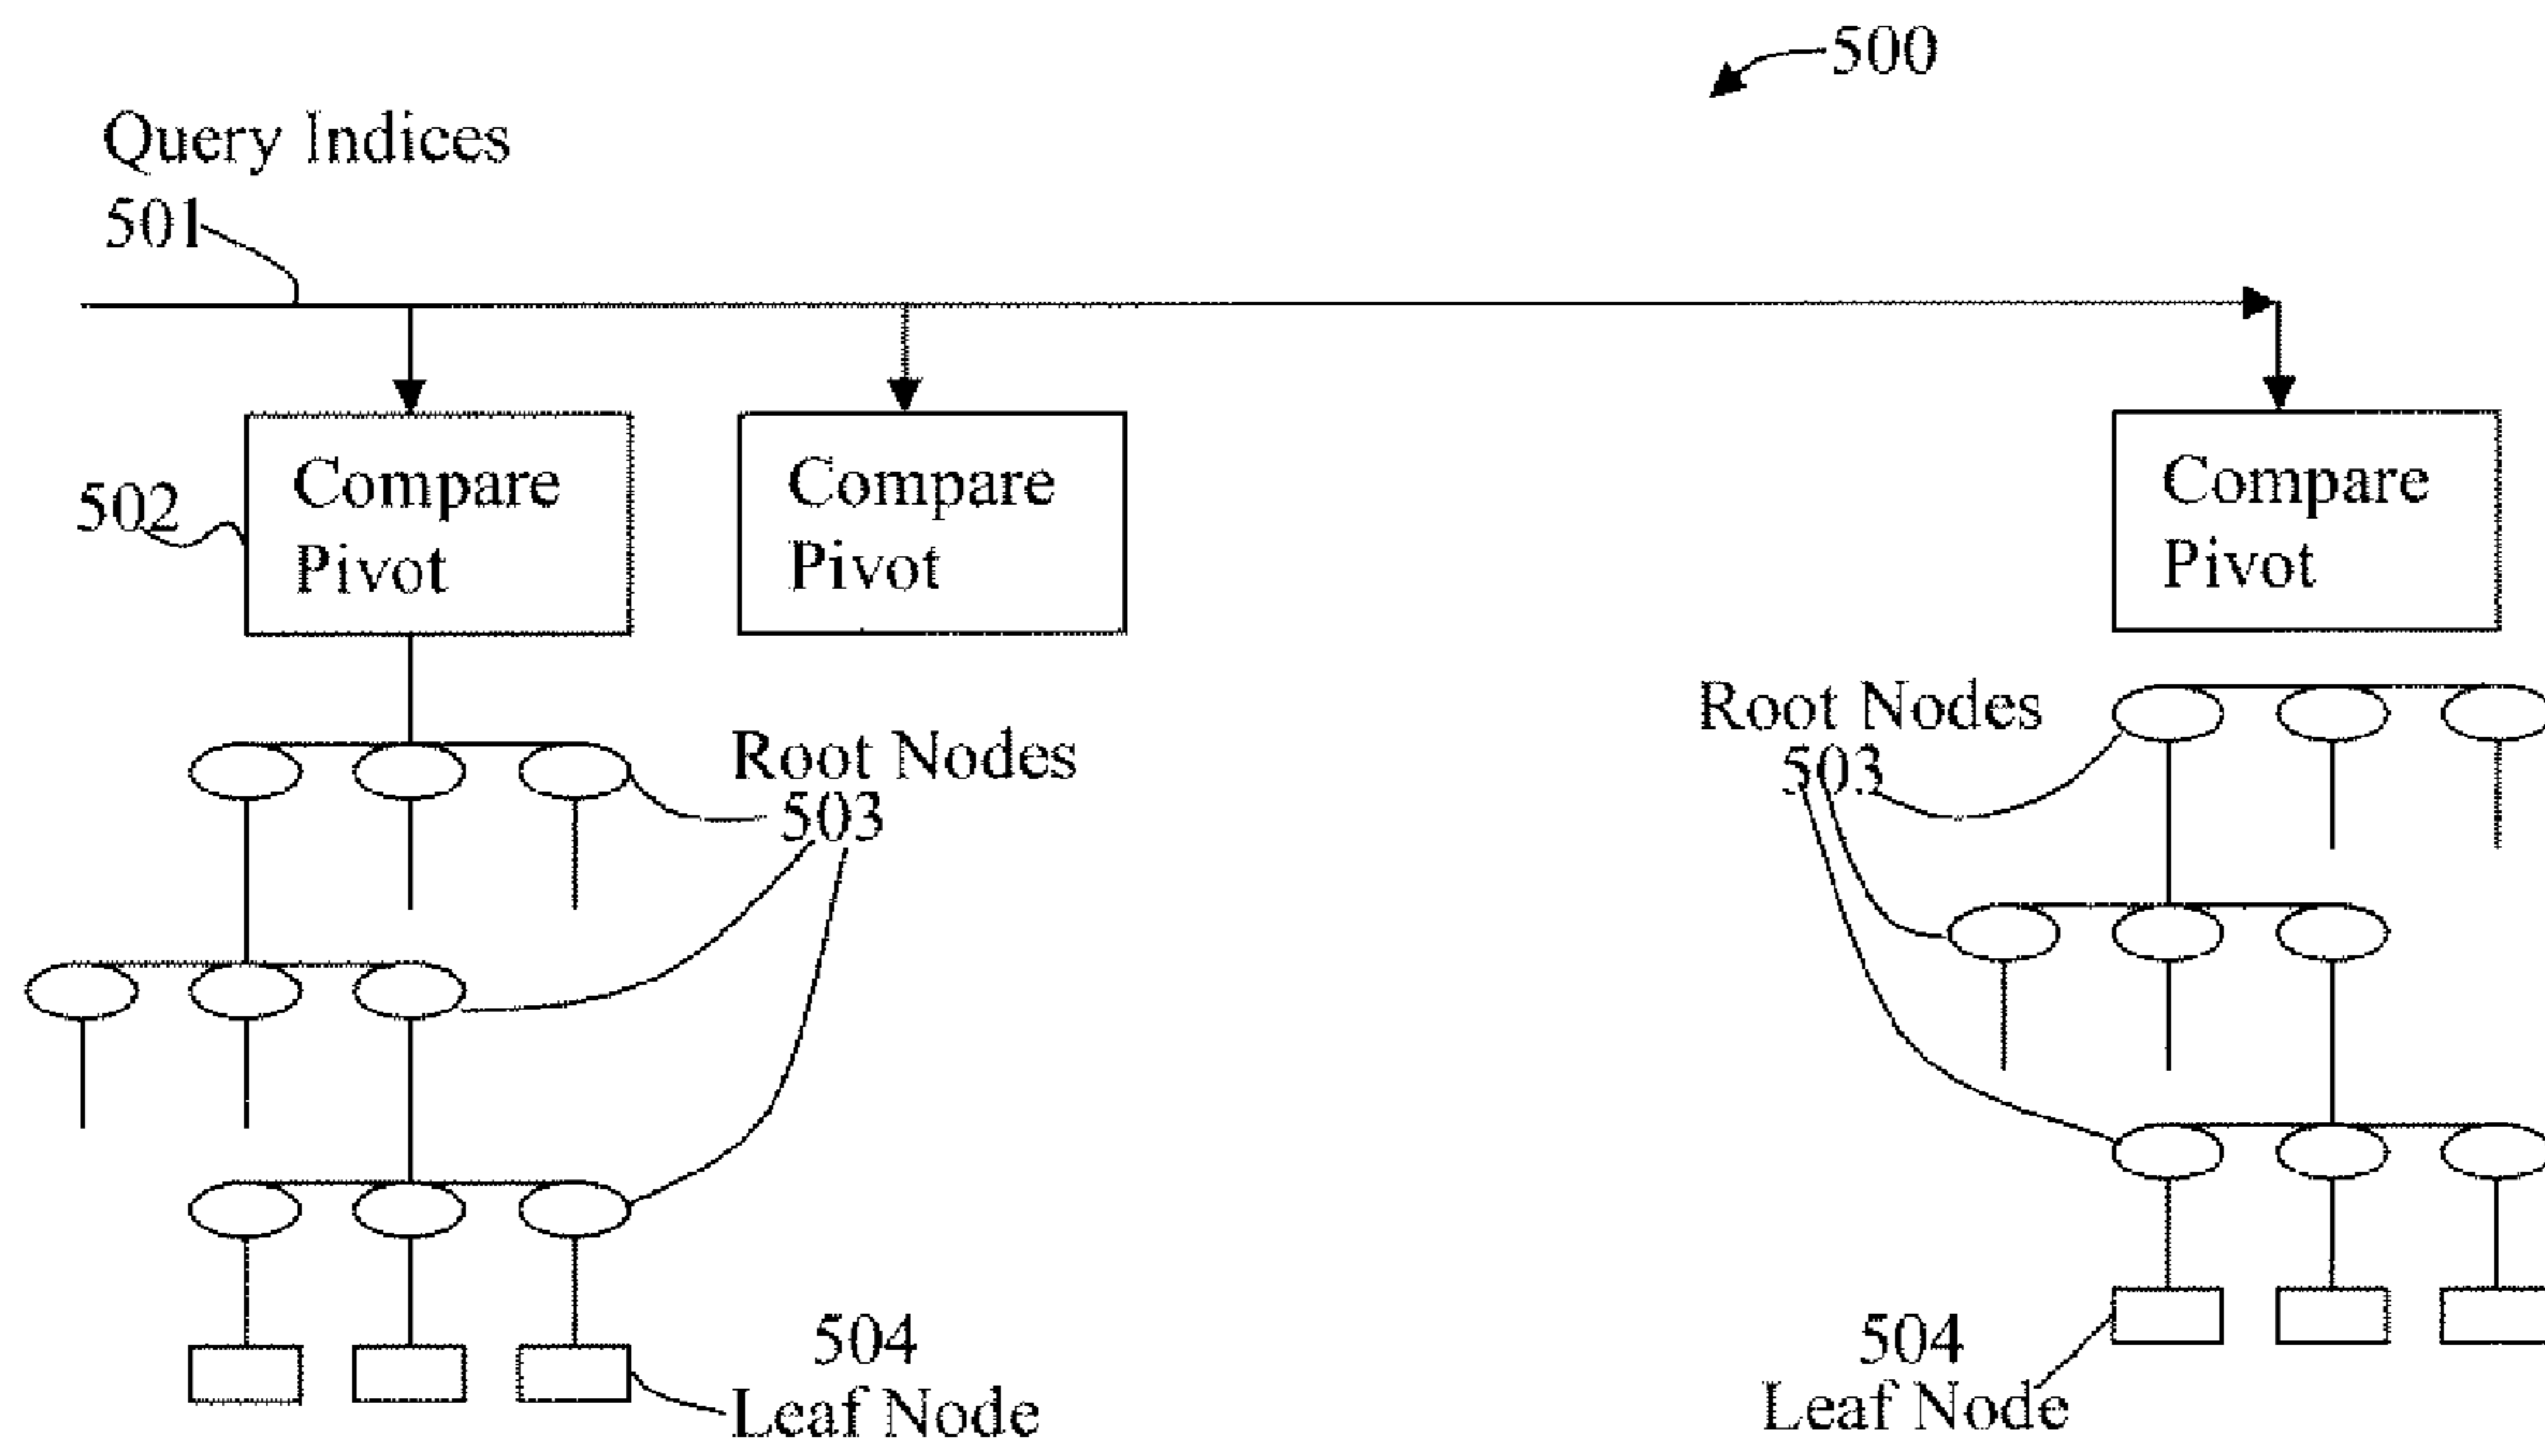 500
Query Indices
501
502
Compare
Pivot
Compare
Pivot
Compare
Pivot
Root Nodes
503
Root Nodes
503
504
Leaf Node
504
Leaf Node